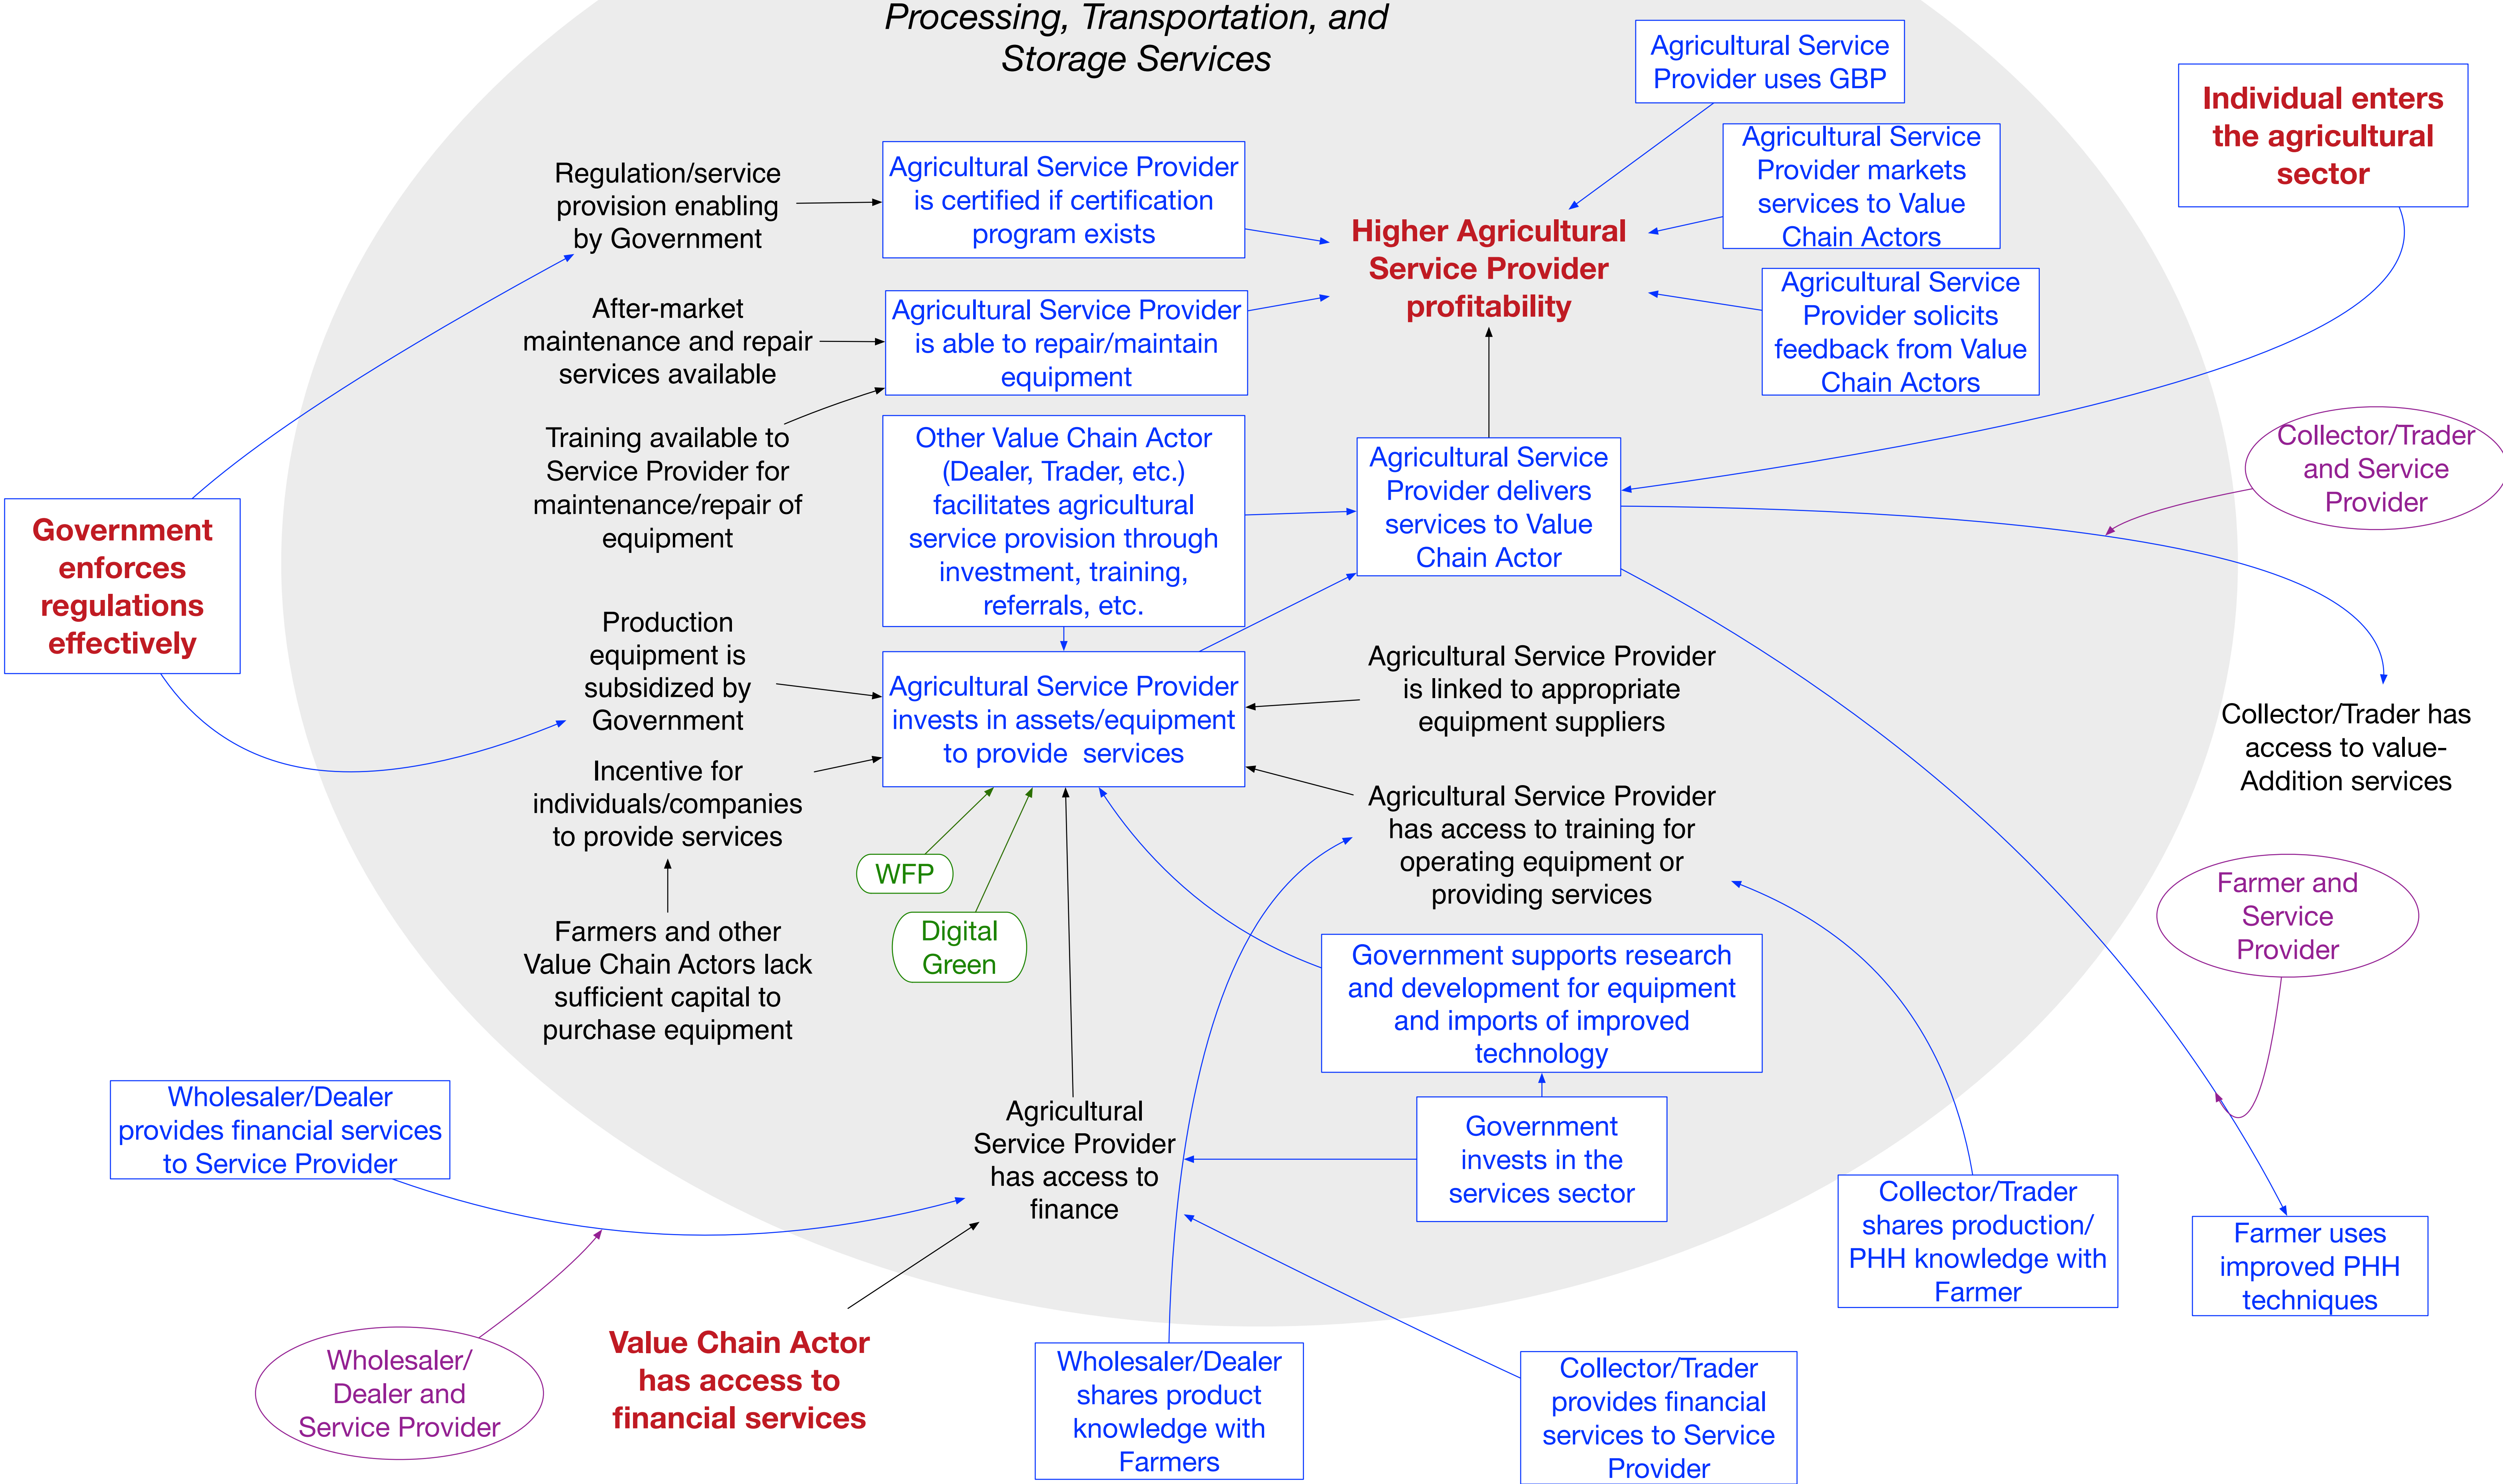 Processing, Transportation, and
Storage Services
Agricultural Service
Provider uses GBP
Individual enters
the agricultural
sector
Agricultural Service
Provider markets
services to Value
Chain Actors
Regulation/service
provision enabling
by Government
Agricultural Service Provider
is certified if certification
program exists
Higher Agricultural
Service Provider
profitability
Agricultural Service
Provider solicits
feedback from Value
Chain Actors
After-market
maintenance and repair
services available
Agricultural Service Provider
is able to repair/maintain
equipment
Training available to
Service Provider for
maintenance/repair of
equipment
Other Value Chain Actor
(Dealer, Trader, etc.)
facilitates agricultural
service provision through
investment, training,
referrals, etc.
Agricultural Service
Provider delivers
services to Value
Chain Actor
Collector/Trader
and Service
Provider
Government
enforces
regulations
effectively
Production
equipment is
subsidized by
Government
Agricultural Service Provider
invests in assets/equipment
to provide  services
Agricultural Service Provider
is linked to appropriate
equipment suppliers
Collector/Trader has
access to value-
Addition services
Incentive for
individuals/companies
to provide services
Agricultural Service Provider
has access to training for
operating equipment or
providing services
WFP
Digital
Green
Farmer and
Service
Provider
Farmers and other
Value Chain Actors lack
sufficient capital to
purchase equipment
Government supports research
and development for equipment
and imports of improved
technology
Wholesaler/Dealer
provides financial services
to Service Provider
Agricultural
Service Provider
has access to
finance
Government
invests in the
services sector
Collector/Trader
shares production/
PHH knowledge with
Farmer
Farmer uses
improved PHH
techniques
Wholesaler/
Dealer and
Service Provider
Value Chain Actor
has access to
financial services
Wholesaler/Dealer
shares product
knowledge with
Farmers
Collector/Trader
provides financial
services to Service
Provider